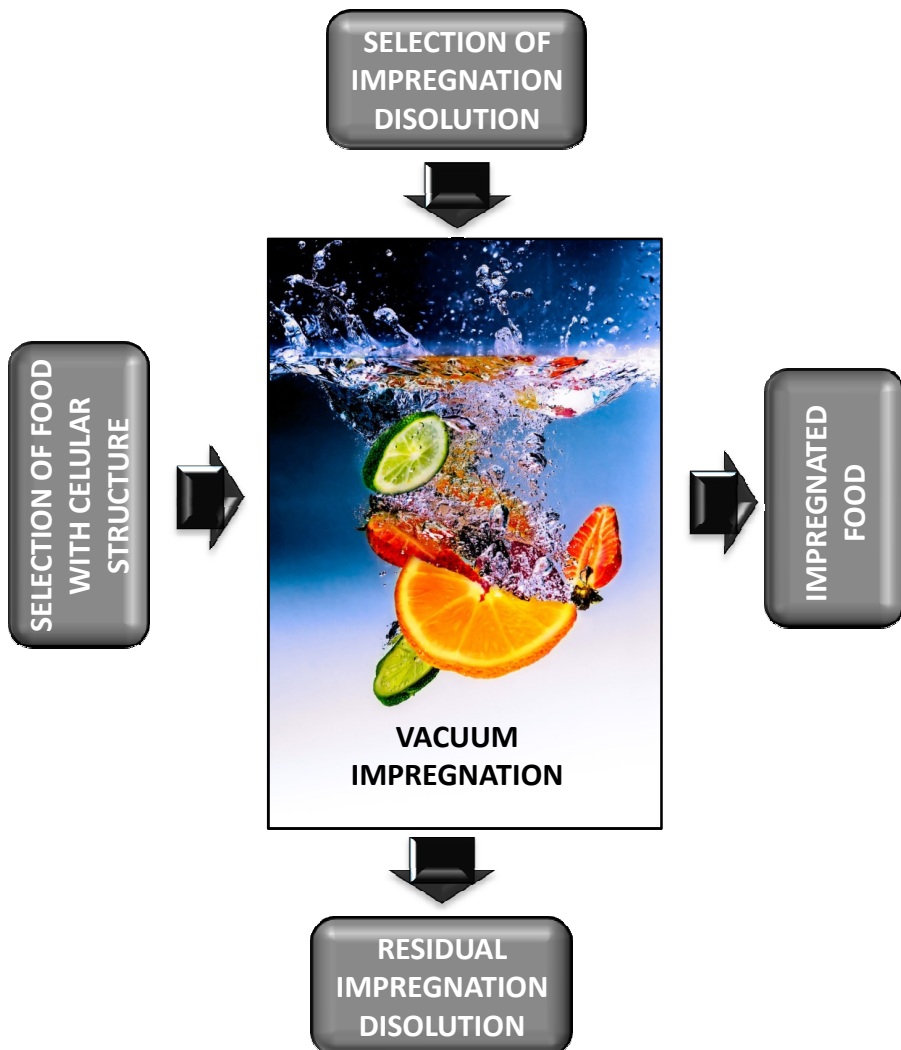 SELECTION OF
IMPREGNATION
DISOLUTION
SELECTION OF FOOD
WITH CELULAR
STRUCTURE
VACUUM
IMPREGNATION
IMPREGNATED
FOOD
RESIDUAL
IMPREGNATION
DISOLUTION